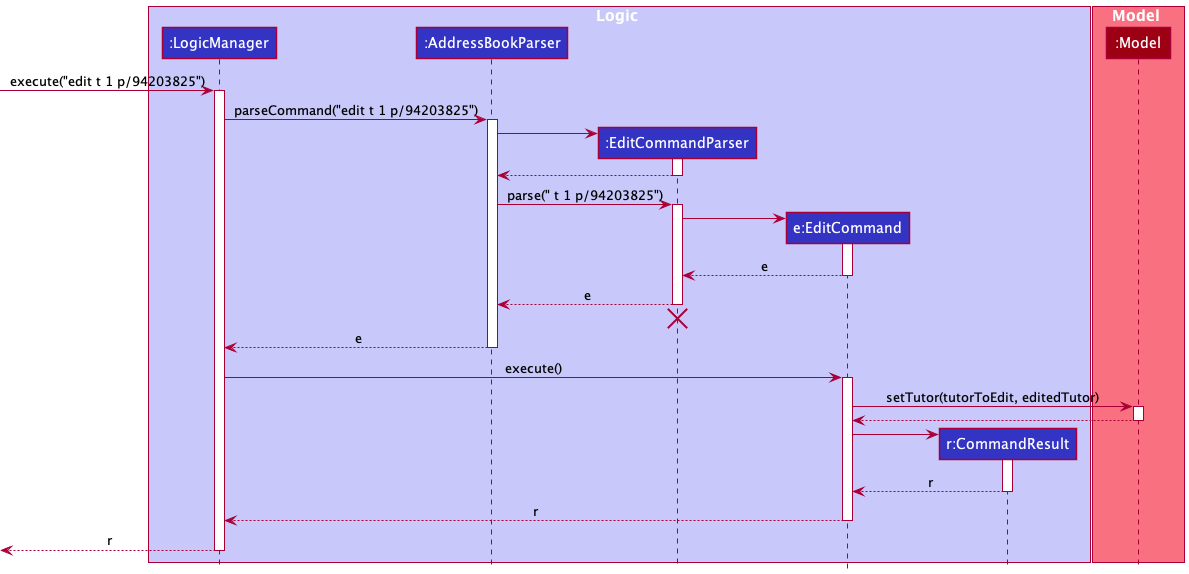 Logic
Model
:LogicManager
:AddressBookParser
:Model
execute("edit t 1 p/94203825")
parseCommand("edit t 1 p/94203825")
:EditCommandParser
parse(" t 1 p/94203825")
e:EditCommand
e
e
e
execute()
setTutor(tutorToEdit, editedTutor)
r:CommandResult
r
r
r